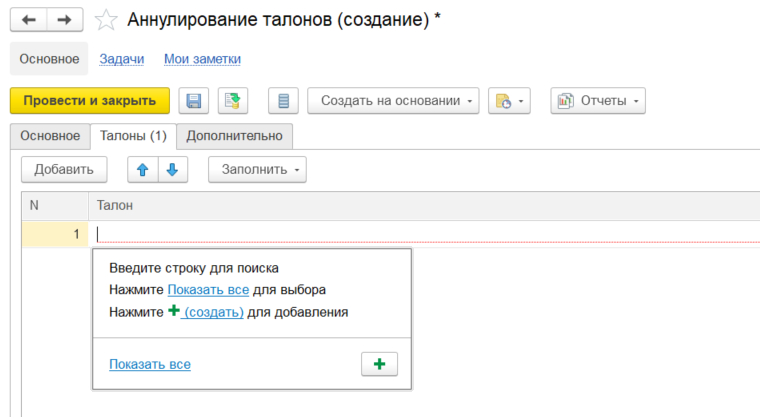 Аннулирование талонов (создание) *
Основное Задачи Мои заметки
Провести и закрыть Создать на основании Отчеты
Основное Талоны (1) Дополнительно
Добавить Заполнить
N Талон
1
Введите строку для поиска
Нажмите Показать все для выбора
Нажмите (создать) для добавления
Показать все